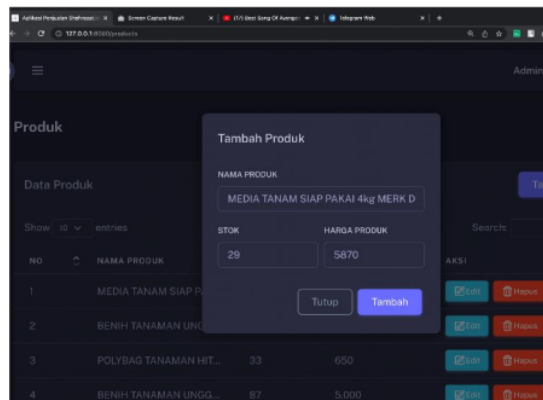 Screen Capture Result
Telegram Web
127.0.0.1:8000/products
Admin
Produk
Tambah Produk
Data Produk
NAMA PRODUK
MEDIA TANAM SIAP PAKAI 4kg MERK D
Show 10 entries
Search:
STOK HARGA PRODUK
29 5870
NO NAMA PRODUK AKSI
Tutup Tambah
1 MEDIA TANAM SIAP Edit Hapus
2 BENIH TANAMAN UNG Edit Hapus
3 POLYBAG TANAMAN HIT... 33 650 Edit Hapus
4 BENIH TANAMAN UNGG... 87 5.000 Edit Hapus